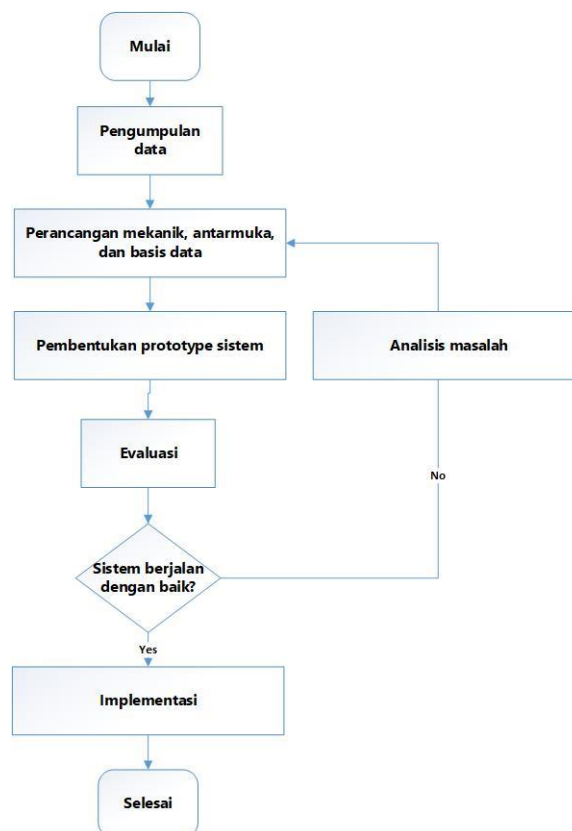 Mulai
Pengumpulan
data
Perancangan mekanik, antarmuka,
dan basis data
Pembentukan prototype sistem
Analisis masalah
Evaluasi
No
Sistem berjalan
dengan baik?
Yes
Implementasi
Selesai